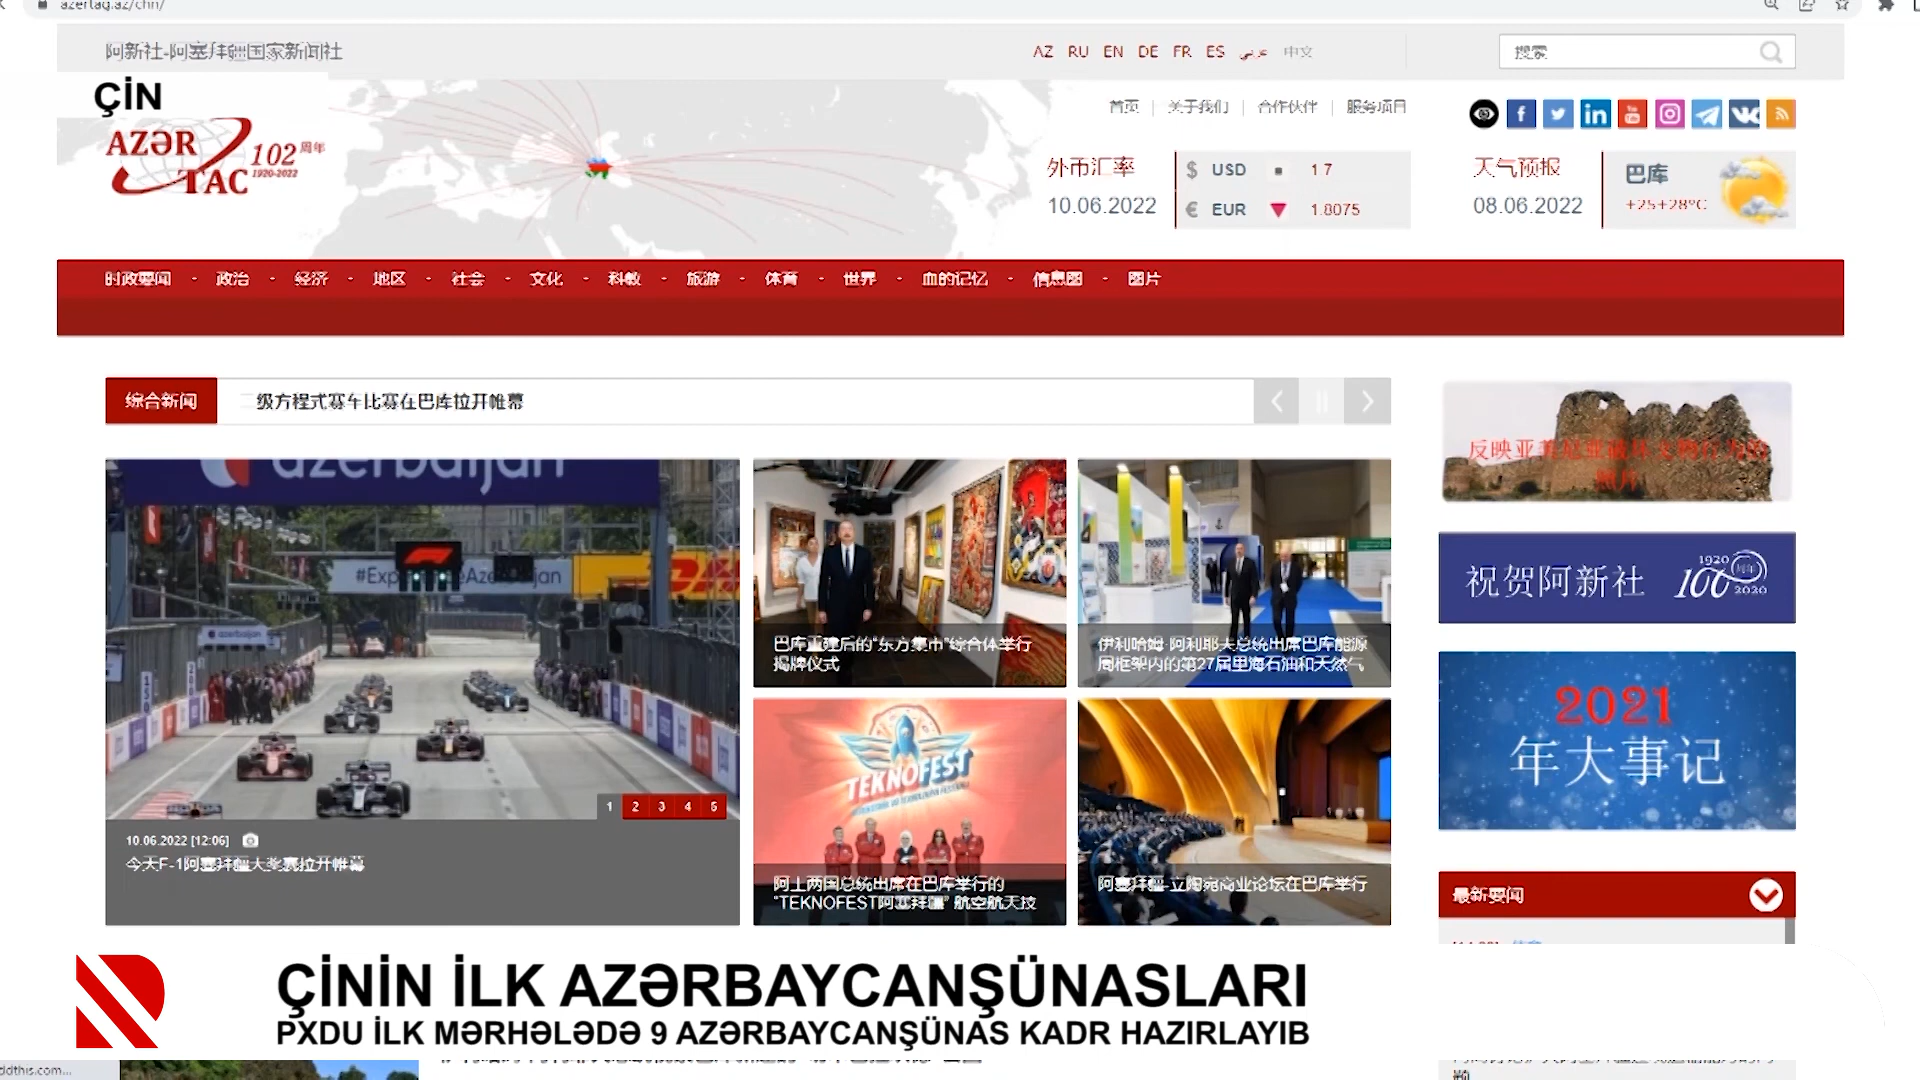 azertag.az/chn/
阿新社-阿塞拜疆国家新闻社
AZ RU EN DE FR ES عربي 中文
搜索
ÇİN
AZƏR
TAC
102 周年
1920-2022
首页 | 关于我们 | 合作伙伴 | 服务项目
外币汇率
10.06.2022
$ USD 1 7
€ EUR 1.8075
天气预报
08.06.2022
巴库
+25+28°C
时政要闻 - 政治 - 经济 - 地区 - 社会 - 文化 - 科教 - 旅游 - 体育 - 世界 - 血的记忆 - 信息图 - 图片
综合新闻
级方程式赛车比赛在巴库拉开帷幕
azerbaijan
azerbaijan
1 2 3 4 5
10.06.2022 [12:06]
今天F-1阿塞拜疆大奖赛拉开帷幕
巴库重建后的“东方集市”综合体举行
揭牌仪式
伊利哈姆·阿利耶夫总统出席巴库能源
周框架内的第27届里海石油和天然气
TEKNOFEST
阿土两国总统出席在巴库举行的
“TEKNOFEST阿塞拜疆” 航空航天技
阿塞拜疆-立陶宛商业论坛在巴库举行
祝贺阿新社
1920
100 周年
2020
2021
年大事记
最新要闻
ÇİNİN İLK AZƏRBAYCANŞÜNASLARI
PXDU İLK MƏRHƏLƏDƏ 9 AZƏRBAYCANŞÜNAS KADR HAZIRLAYIB
ddthis.com...